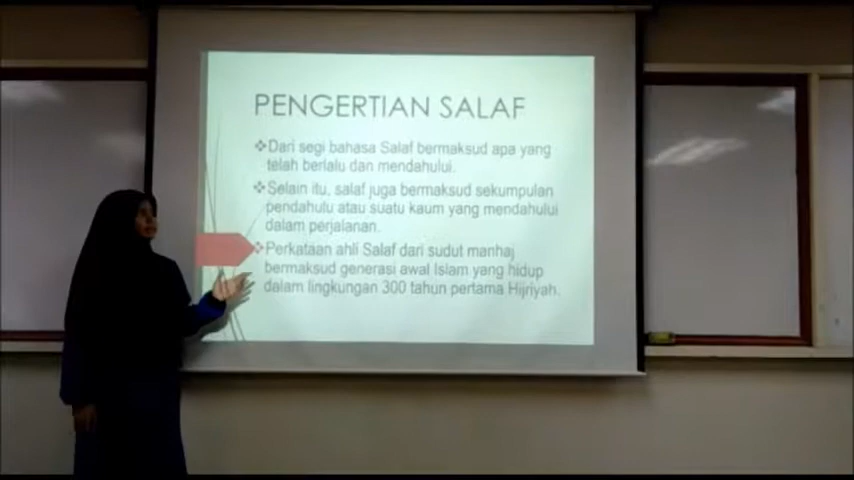 PENGERTIAN SALAF
Dari segi bahasa Salaf bermaksud apa yang
telah berlalu dan mendahului.
Selain itu, salaf juga bermaksud sekumpulan
pendahulu atau suatu kaum yang mendahului
dalam perjalanan.
Perkataan ahli Salaf dari sudut manhaj
bermaksud generasi awal Islam yang hidup
dalam lingkungan 300 tahun pertama Hijriyah.